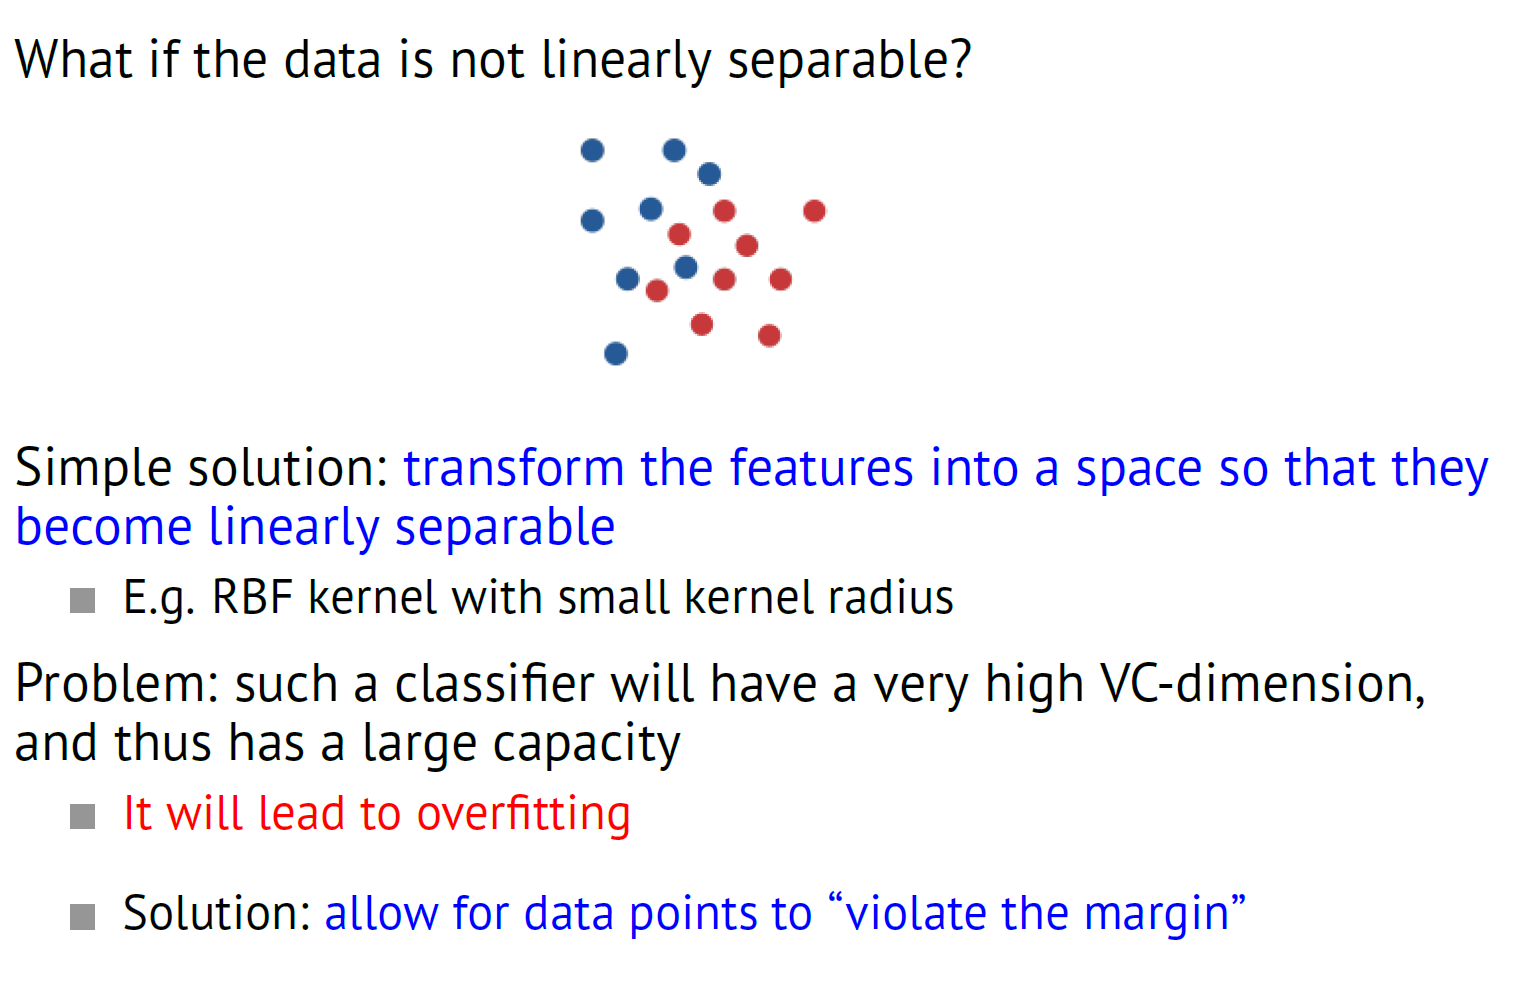 What if the data is not linearly separable?
Simple solution: transform the features into a space so that they
become linearly separable
E.g. RBF kernel with small kernel radius
Problem: such a classifier will have a very high VC-dimension,
and thus has a large capacity
It will lead to overfitting
Solution: allow for data points to “violate the margin”